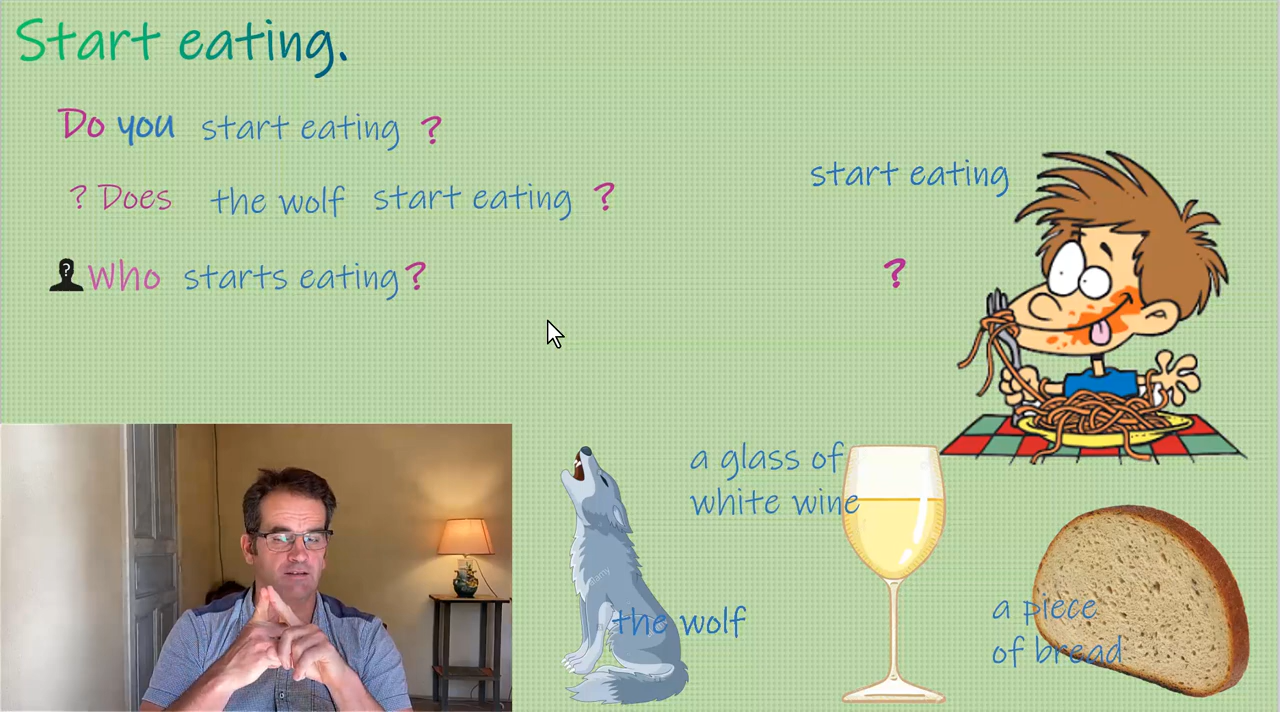 Start eating.
Do you start eating ?
? Does the wolf start eating ?
? Who starts eating ?
start eating
?
a glass of
white wine
the wolf
a piece
of bread
alamy